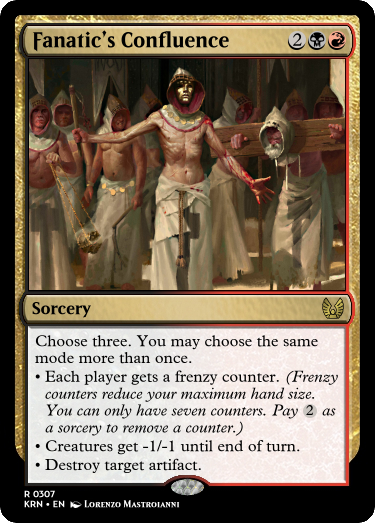 Fanatic's Confluence 2
Sorcery
Choose three. You may choose the same
mode more than once.
• Each player gets a frenzy counter. (Frenzy
counters reduce your maximum hand size.
You can only have seven counters. Pay 2 as
a sorcery to remove a counter.)
• Creatures get -1/-1 until end of turn.
• Destroy target artifact.
R 0307
KRN • EN Lorenzo Mastroianni